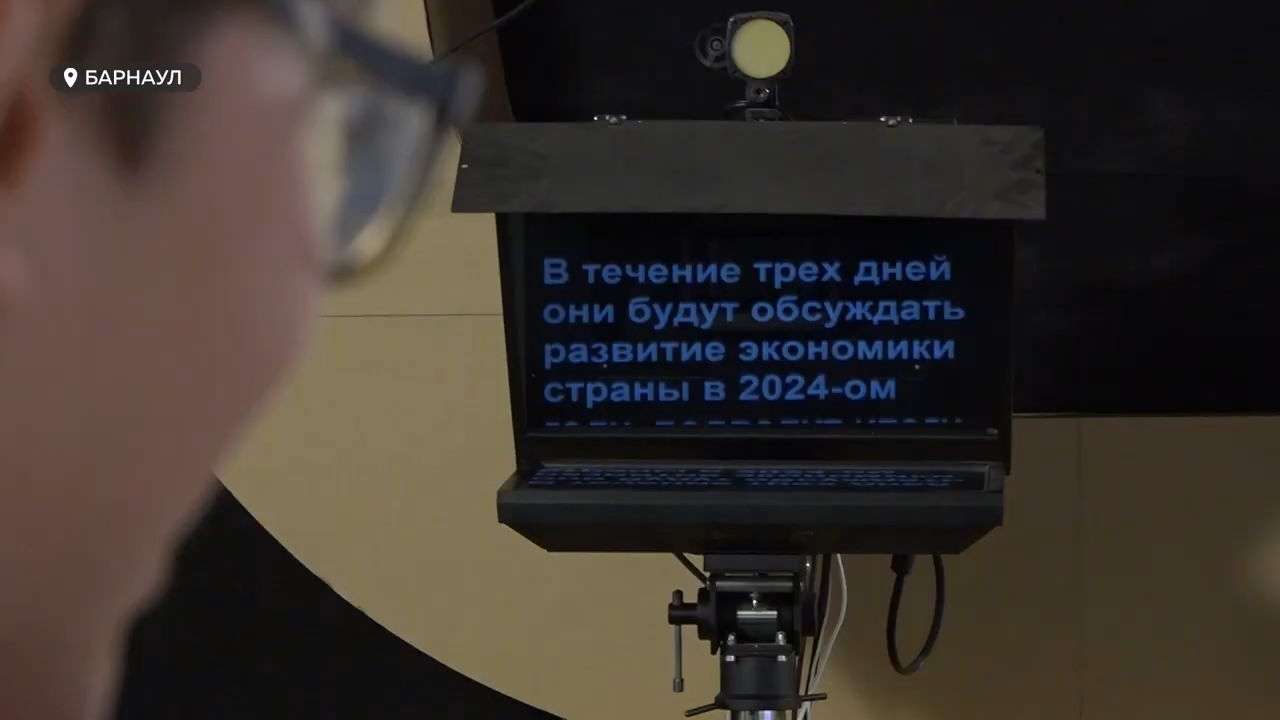 БАРНАУЛ
В течение трех дней
они будут обсуждать
развитие экономики
страны в 2024-ом